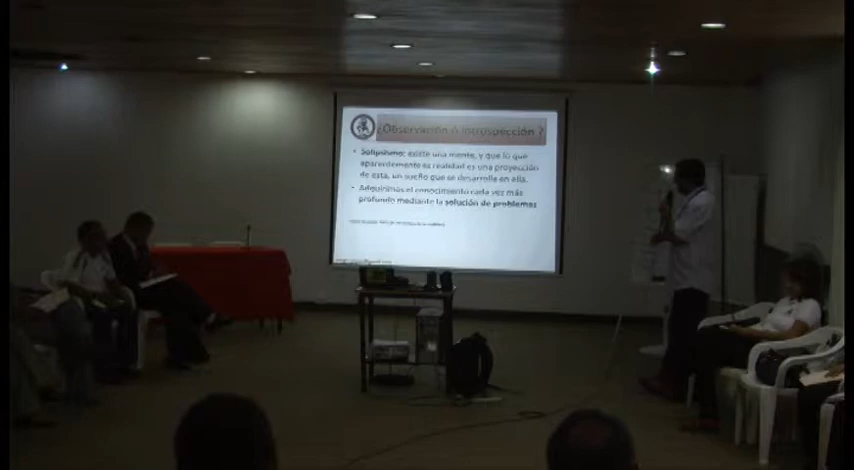 ¿Observación ó introspección ?
• Solipsismo: existe una mente, y que lo que
aparentemente es realidad es una proyección
de esta, un sueño que se desarrolla en ella.
• Adquirimos el conocimiento cada vez más
profundo mediante la solución de problemas